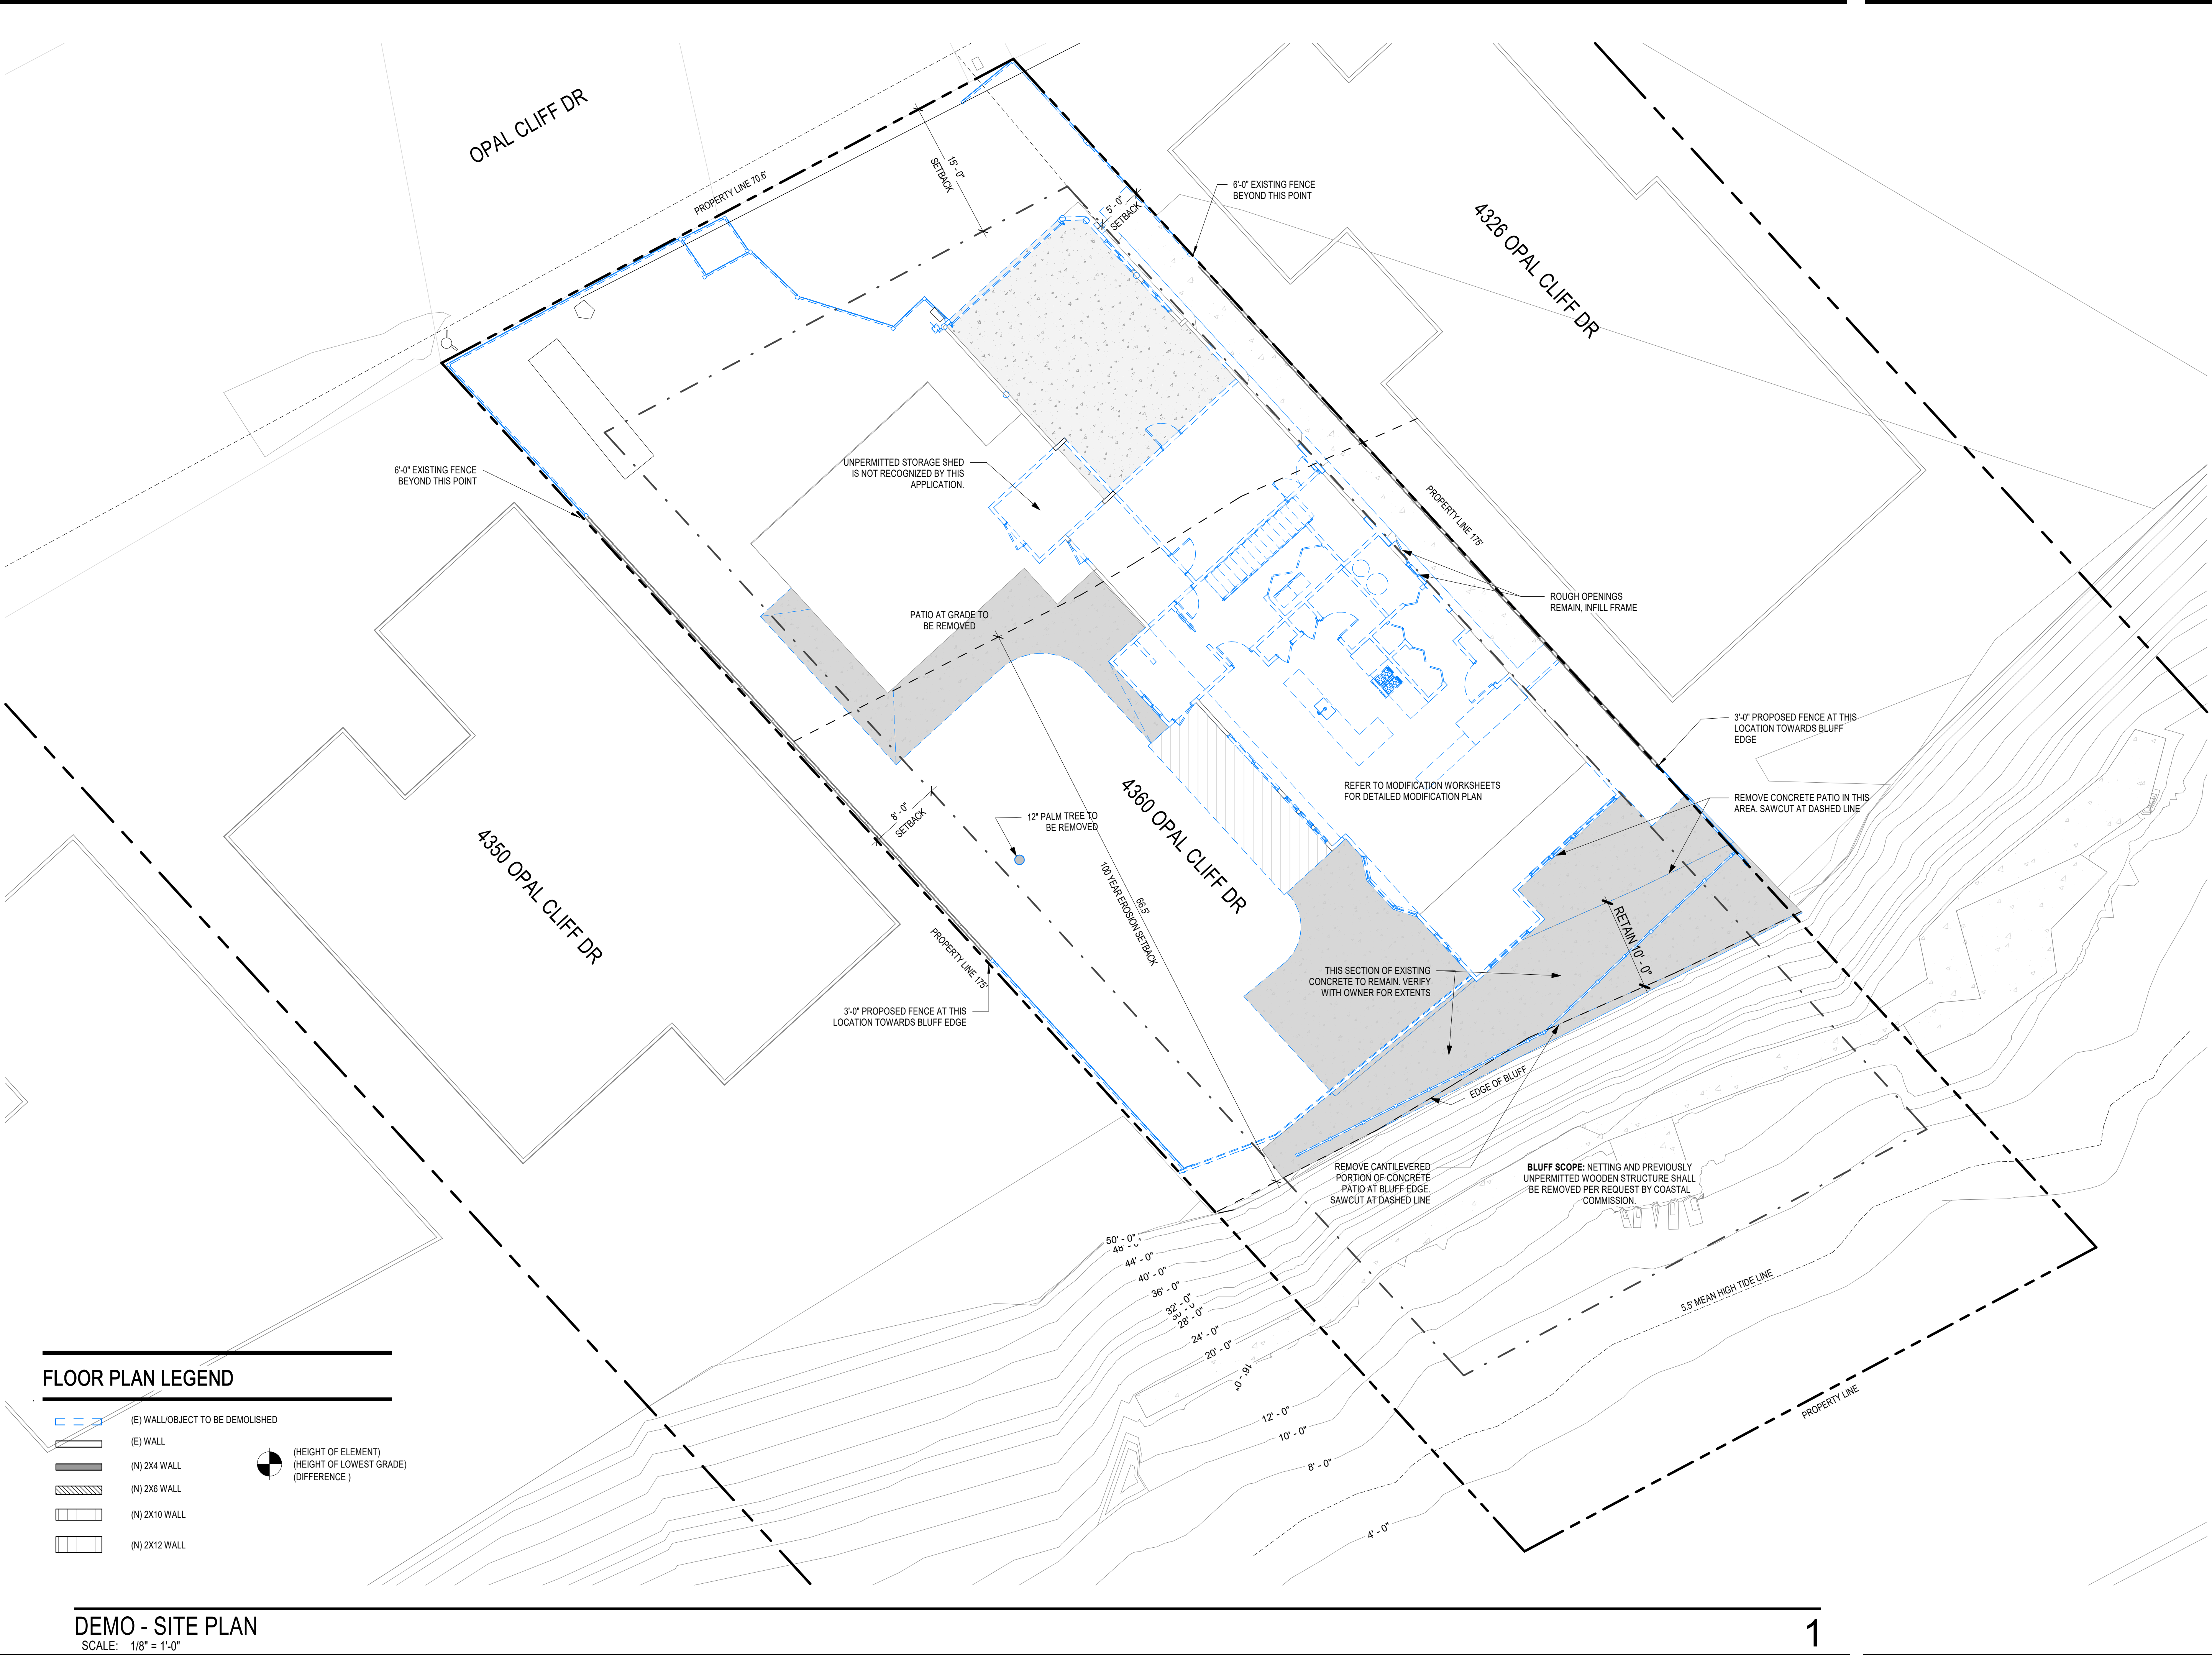 OPAL CLIFF DR
PROPERTY LINE 70.6'
15' - 0"
SETBACK
5' - 0"
SETBACK
6'-0" EXISTING FENCE
BEYOND THIS POINT
4326 OPAL CLIFF DR
6'-0" EXISTING FENCE
BEYOND THIS POINT
UNPERMITTED STORAGE SHED
IS NOT RECOGNIZED BY THIS
APPLICATION.
PROPERTY LINE 175'
ROUGH OPENINGS
REMAIN, INFILL FRAME
PATIO AT GRADE TO
BE REMOVED
3'-0" PROPOSED FENCE AT THIS
LOCATION TOWARDS BLUFF
EDGE
REFER TO MODIFICATION WORKSHEETS
FOR DETAILED MODIFICATION PLAN
REMOVE CONCRETE PATIO IN THIS
AREA. SAWCUT AT DASHED LINE
8' - 0"
SETBACK
12" PALM TREE TO
BE REMOVED
4360 OPAL CLIFF DR
4350 OPAL CLIFF DR
66.5'
100 YEAR EROSION SETBACK
RETAIN 10' - 0"
PROPERTY LINE 175'
THIS SECTION OF EXISTING
CONCRETE TO REMAIN. VERIFY
WITH OWNER FOR EXTENTS
3'-0" PROPOSED FENCE AT THIS
LOCATION TOWARDS BLUFF EDGE
EDGE OF BLUFF
REMOVE CANTILEVERED
PORTION OF CONCRETE
PATIO AT BLUFF EDGE.
SAWCUT AT DASHED LINE
BLUFF SCOPE: NETTING AND PREVIOUSLY
UNPERMITTED WOODEN STRUCTURE SHALL
BE REMOVED PER REQUEST BY COASTAL
COMMISSION.
50' - 0"
48' - 0"
44' - 0"
40' - 0"
36' - 0"
32' - 0"
28' - 0"
24' - 0"
20' - 0"
16' - 0"
12' - 0"
10' - 0"
8' - 0"
4' - 0"
5.5' MEAN HIGH TIDE LINE
PROPERTY LINE
FLOOR PLAN LEGEND
(E) WALL/OBJECT TO BE DEMOLISHED
(E) WALL
(N) 2X4 WALL
(N) 2X6 WALL
(N) 2X10 WALL
(N) 2X12 WALL
(HEIGHT OF ELEMENT)
(HEIGHT OF LOWEST GRADE)
(DIFFERENCE )
DEMO - SITE PLAN
SCALE: 1/8" = 1'-0"
1